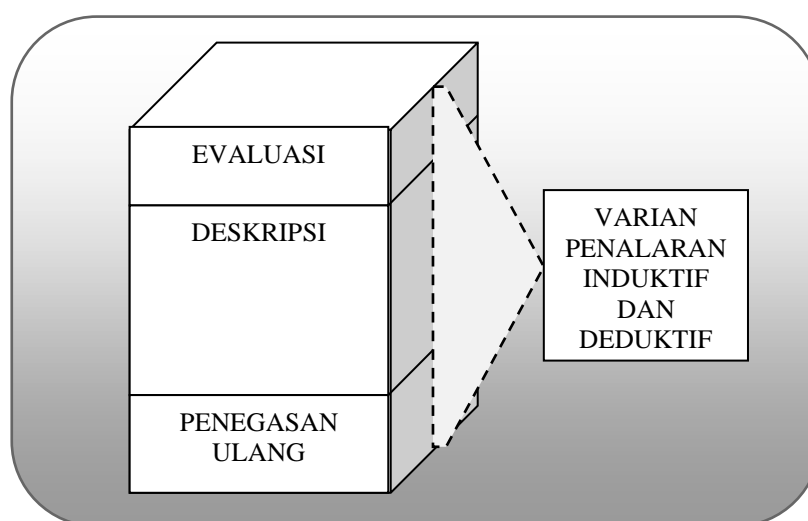 EVALUASI
DESKRIPSI
PENEGASAN
ULANG
VARIAN
PENALARAN
INDUKTIF
DAN
DEDUKTIF